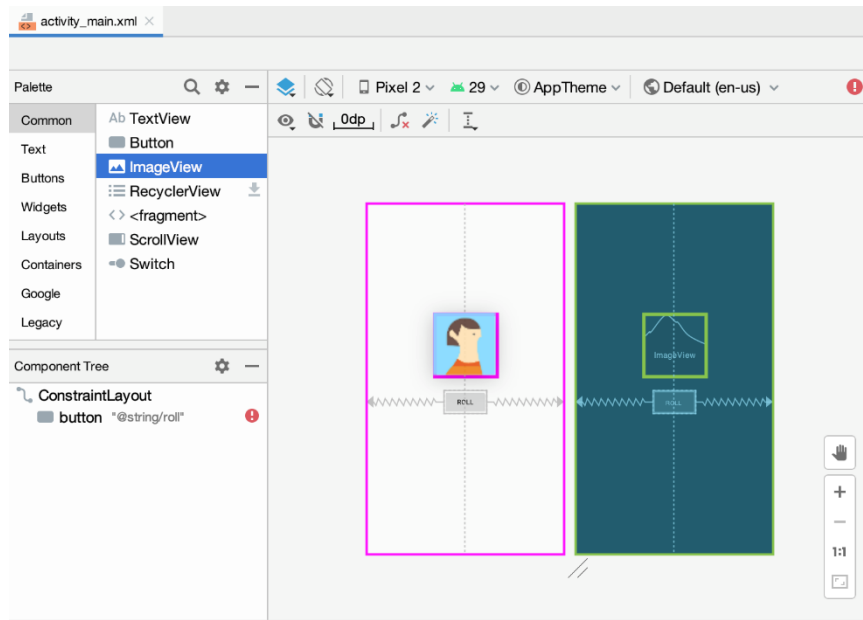 activity_main.xml
Palette
Pixel 2
29
AppTheme
Default (en-us)
Common
Ab TextView
0dp
Text
Button
Buttons
ImageView
Widgets
RecyclerView
Layouts
<fragment>
Containers
ScrollView
Google
Switch
Legacy
Component Tree
ConstraintLayout
button "@string/roll"
ImageView
ROLL
ROLL
1:1